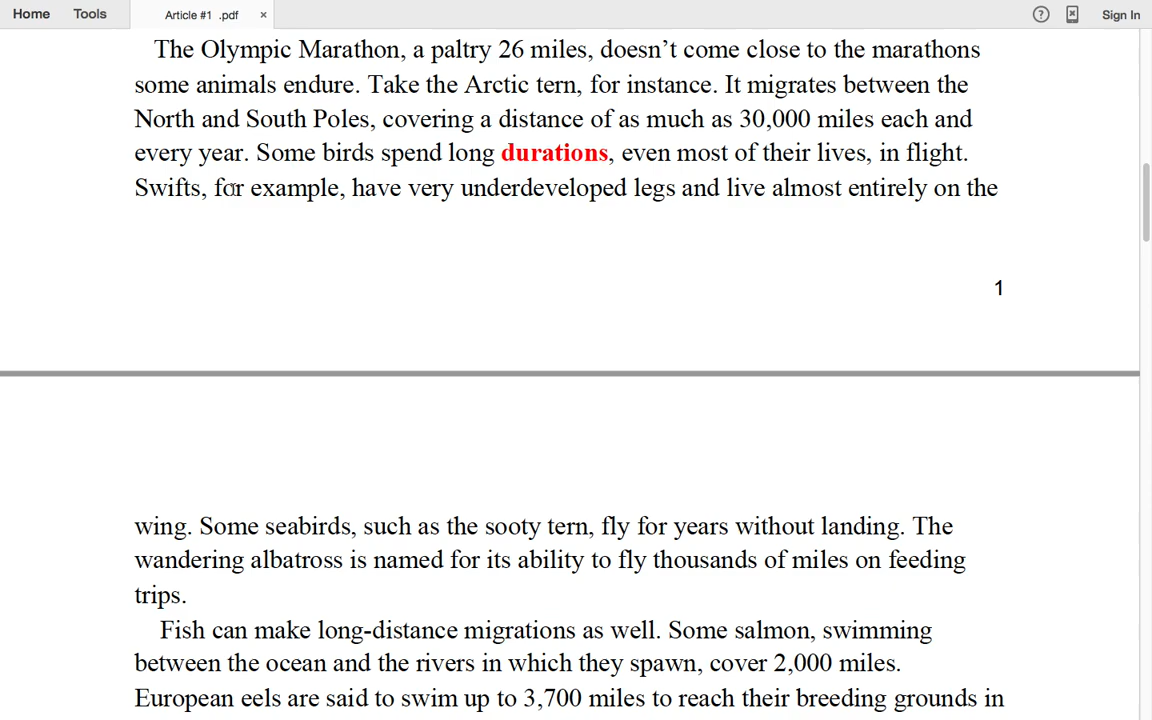 Home Tools Article #1 .pdf × ? Sign In
The Olympic Marathon, a paltry 26 miles, doesn’t come close to the marathons
some animals endure. Take the Arctic tern, for instance. It migrates between the
North and South Poles, covering a distance of as much as 30,000 miles each and
every year. Some birds spend long durations, even most of their lives, in flight.
Swifts, for example, have very underdeveloped legs and live almost entirely on the
1
wing. Some seabirds, such as the sooty tern, fly for years without landing. The
wandering albatross is named for its ability to fly thousands of miles on feeding
trips.
Fish can make long-distance migrations as well. Some salmon, swimming
between the ocean and the rivers in which they spawn, cover 2,000 miles.
European eels are said to swim up to 3,700 miles to reach their breeding grounds in